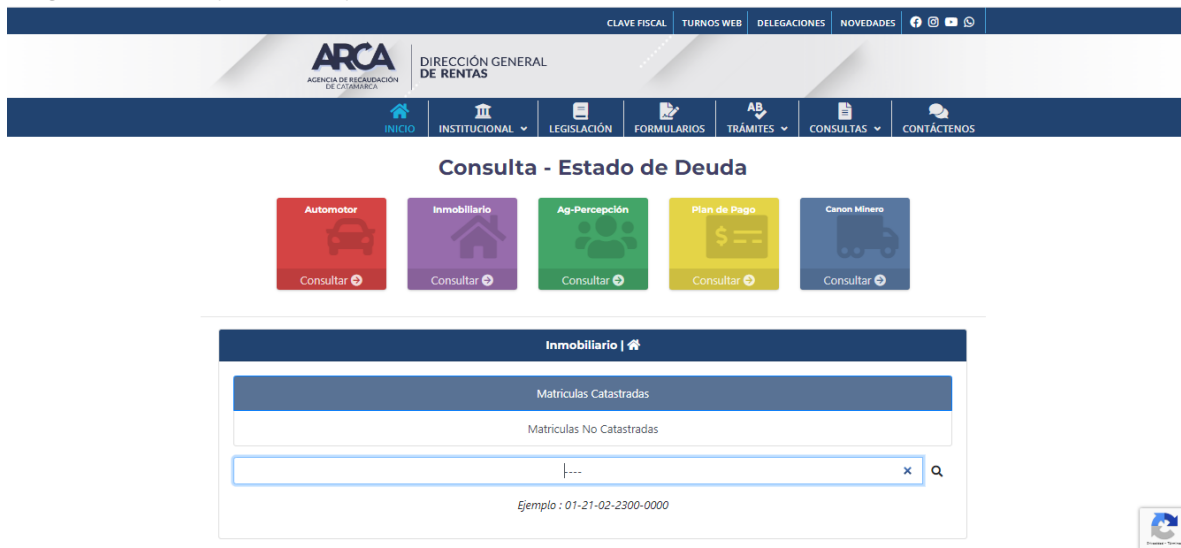 CLAVE FISCAL TURNOS WEB DELEGACIONES NOVEDADES
ARCA
AGENCIA DE RECAUDACIÓN
DE CATAMARCA
DIRECCIÓN GENERAL
DE RENTAS
INICIO INSTITUCIONAL LEGISLACIÓN FORMULARIOS TRÁMITES CONSULTAS CONTÁCTENOS
Consulta - Estado de Deuda
Automotor Inmobiliario Ag-Percepción Plan de Pago Canon Minero
Consultar Consultar Consultar Consultar Consultar
Inmobiliario |
Matriculas Catastradas
Matriculas No Catastradas
----
Ejemplo : 01-21-02-2300-0000